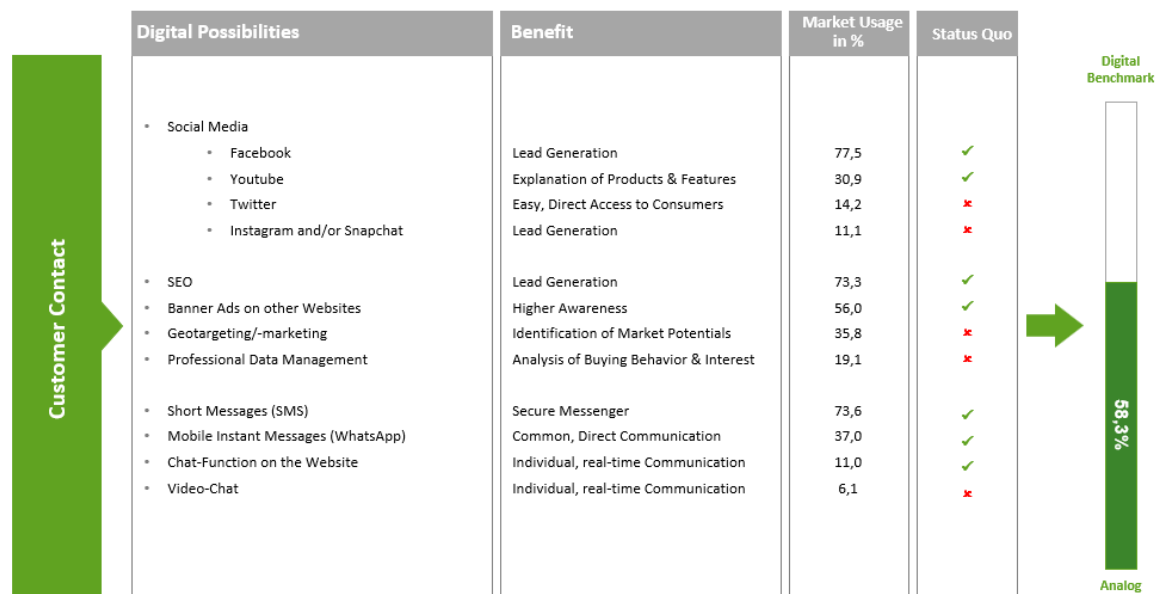 Digital Possibilities
Benefit
Market Usage
in %
Status Quo
Digital
Benchmark
Customer Contact
• Social Media
• Facebook Lead Generation 77,5 ✔
• Youtube Explanation of Products & Features 30,9 ✔
• Twitter Easy, Direct Access to Consumers 14,2 ✖
• Instagram and/or Snapchat Lead Generation 11,1 ✖
• SEO Lead Generation 73,3 ✔
• Banner Ads on other Websites Higher Awareness 56,0 ✔
• Geotargeting/-marketing Identification of Market Potentials 35,8 ✖
• Professional Data Management Analysis of Buying Behavior & Interest 19,1 ✖
• Short Messages (SMS) Secure Messenger 73,6 ✔
• Mobile Instant Messages (WhatsApp) Common, Direct Communication 37,0 ✔
• Chat-Function on the Website Individual, real-time Communication 11,0 ✔
• Video-Chat Individual, real-time Communication 6,1 ✖
58,3%
Analog